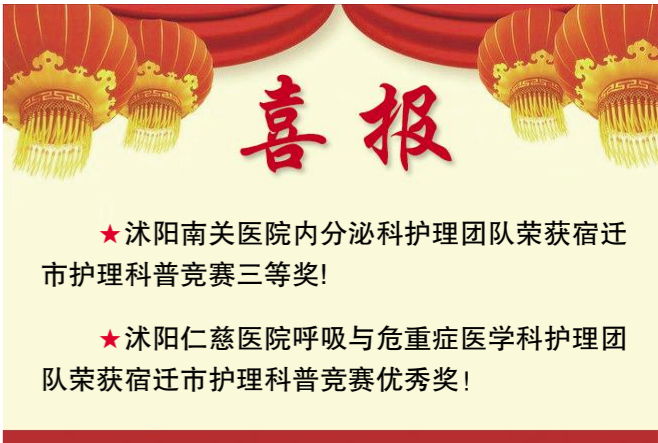 喜报
★沭阳南关医院内分泌科护理团队荣获宿迁
市护理科普竞赛三等奖!
★沭阳仁慈医院呼吸与危重症医学科护理团
队荣获宿迁市护理科普竞赛优秀奖!